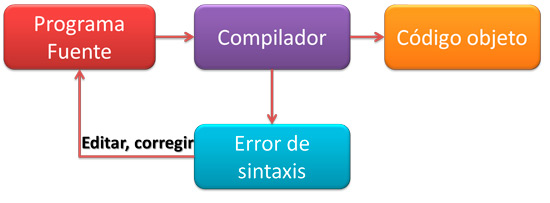 Programa
Fuente
Compilador
Código objeto
Editar, corregir
Error de
sintaxis